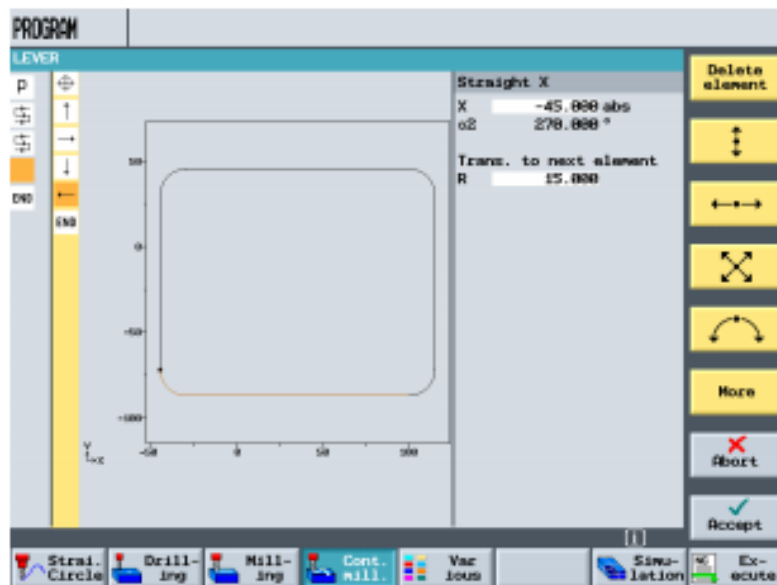 PROGRAM
LEVER
P
END
END
Straight X
X -45.000 abs
α2 270.000 °
Trans. to next element
R 15.000
50
0
-50
-100
-50 0 50 100
Y
X
Delete
element
More
Abort
Accept
[i]
Strai.
Circle
Drill-
ing
Mill-
ing
Cont.
mill.
Var
ious
Simu-
lation
Ex-
ecute